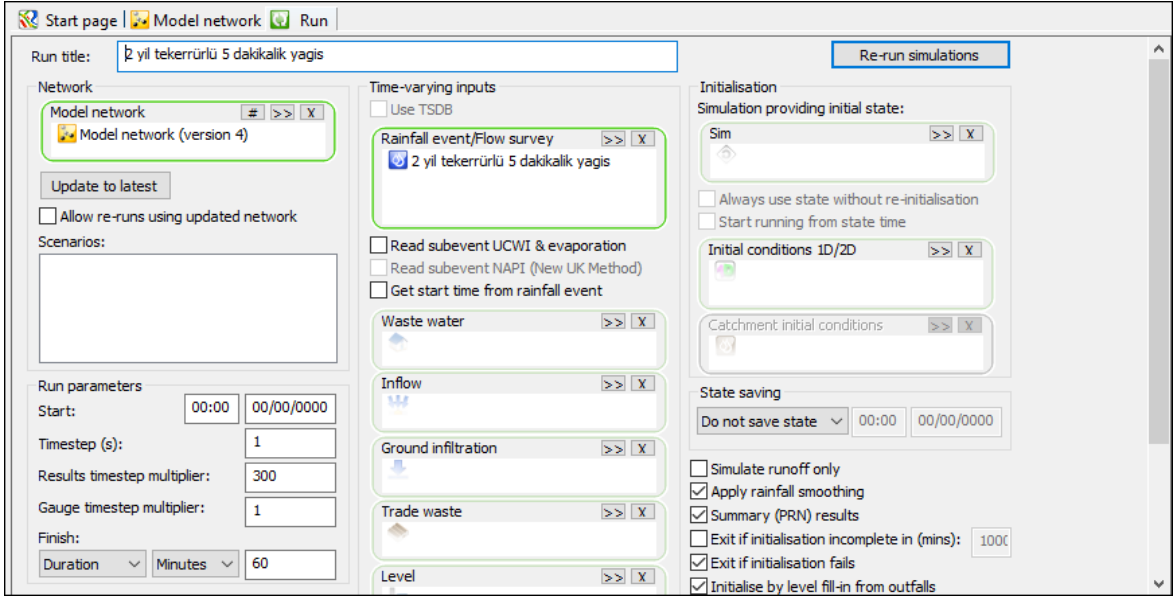 Start page Model network Run
Run title: 2 yil tekerrürlü 5 dakikalik yagis Re-run simulations
Network
Model network # >> X
Model network (version 4)
Update to latest
Allow re-runs using updated network
Scenarios:
Run parameters
Start: 00:00 00/00/0000
Timestep (s): 1
Results timestep multiplier: 300
Gauge timestep multiplier: 1
Finish:
Duration Minutes 60
Time-varying inputs
Use TSDB
Rainfall event/Flow survey >> X
2 yil tekerrürlü 5 dakikalik yagis
Read subevent UCWI & evaporation
Read subevent NAPI (New UK Method)
Get start time from rainfall event
Waste water >> X
Inflow >> X
Ground infiltration >> X
Trade waste >> X
Level >> X
Initialisation
Simulation providing initial state:
Sim >> X
Always use state without re-initialisation
Start running from state time
Initial conditions 1D/2D >> X
Catchment initial conditions >> X
State saving
Do not save state 00:00 00/00/0000
Simulate runoff only
Apply rainfall smoothing
Summary (PRN) results
Exit if initialisation incomplete in (mins):
Exit if initialisation fails
Initialise by level fill-in from outfalls